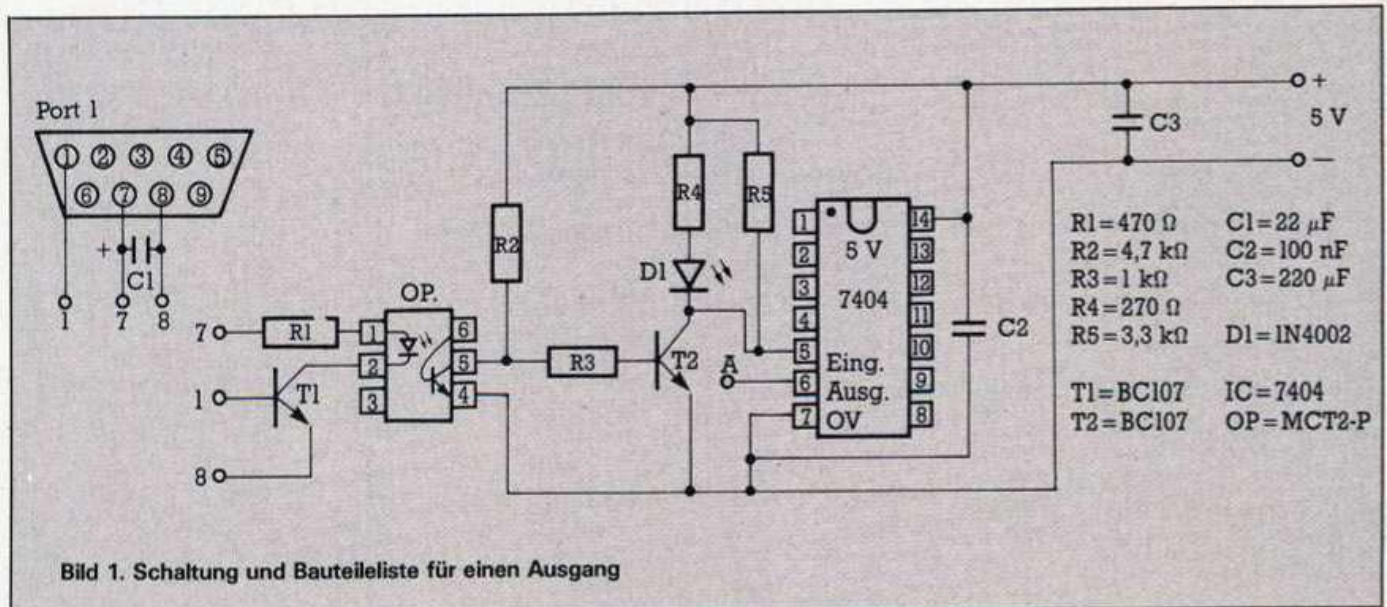 Port 1
1 2 3 4 5
6 7 8 9
+
C1
1 7 8
7 R1
1 T1
8
OP.
1 6
2 5
3 4
R2
R3
T2
R4
R5
D1
A
1 14
2 5 V 13
3 12
4 7404 11
5 Eing. 10
6 Ausg. 9
7 OV 8
C2
C3
+
5 V
–
R1=470 Ω C1=22 µF
R2=4,7 kΩ C2=100 nF
R3=1 kΩ C3=220 µF
R4=270 Ω
R5=3,3 kΩ D1=1N4002
T1=BC107 IC=7404
T2=BC107 OP=MCT2-P
Bild 1. Schaltung und Bauteileliste für einen Ausgang